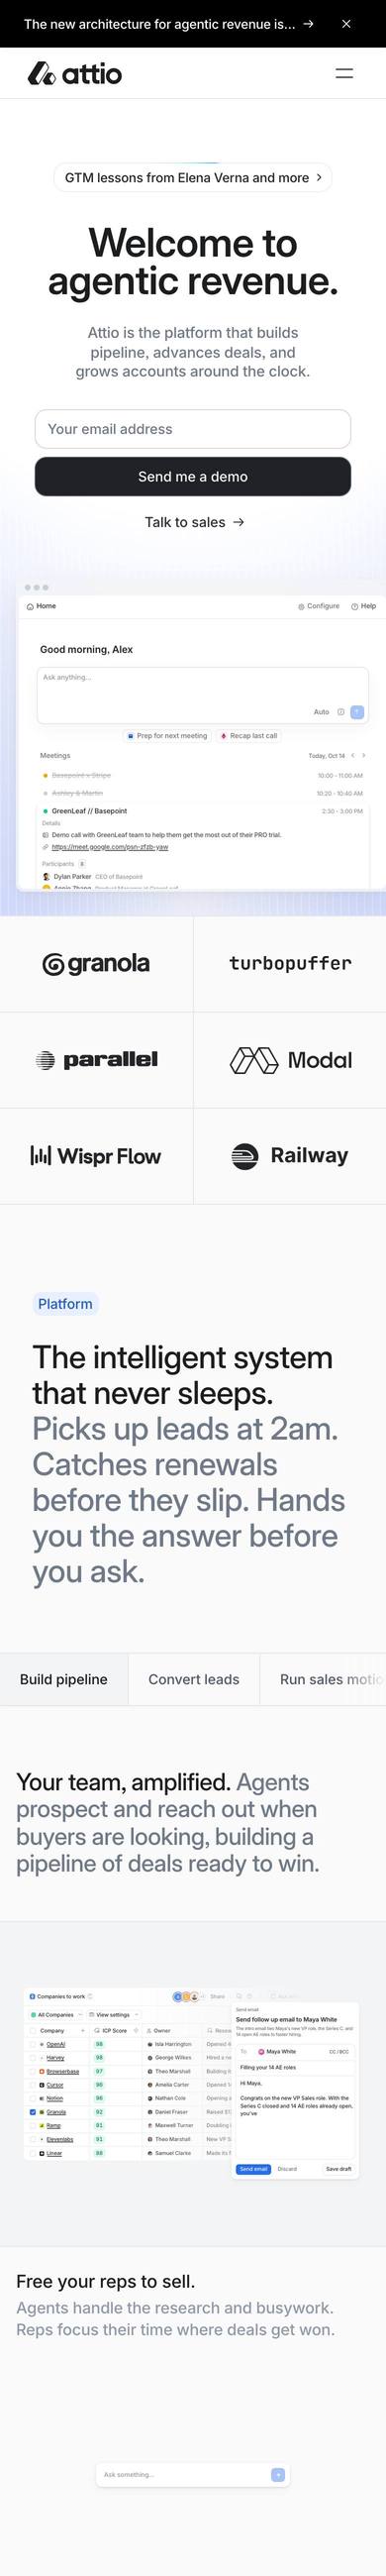 The new architecture for agentic revenue is... →
attio
GTM lessons from Elena Verna and more
Welcome to
agentic revenue.
Attio is the platform that builds
pipeline, advances deals, and
grows accounts around the clock.
Your email address
Send me a demo
Talk to sales →
Home
Configure
Help
Good morning, Alex
Ask anything...
Auto
Prep for next meeting
Recap last call
Meetings
Today, Oct 14
Basepoint × Stripe
10:00 - 11:00 AM
Ashley & Martin
10:20 - 10:40 AM
GreenLeaf // Basepoint
2:30 - 3:00 PM
Details
Demo call with GreenLeaf team to help them get the most out of their PRO trial.
Participants
Dylan Parker CEO of Basepoint
granola
turbopuffer
parallel
Modal
Wispr Flow
Railway
Platform
The intelligent system
that never sleeps.
Picks up leads at 2am.
Catches renewals
before they slip. Hands
you the answer before
you ask.
Build pipeline
Convert leads
Run sales motio
Your team, amplified. Agents
prospect and reach out when
buyers are looking, building a
pipeline of deals ready to win.
Companies to work
Share
All Companies
View settings
Send email
Send follow up email to Maya White
Company
ICP Score
Owner
To
Maya White
CC/BCC
OpenAI
98
Isla Harrington
Opened 4
Filling your 14 AE roles
Harvey
98
George Wilkes
Browserbase
97
Theo Marshall
Hi Maya,
Cursor
96
Amelia Carter
Notion
96
Nathan Cole
Congrats on the new VP Sales role. With the
Granola
92
Daniel Fraser
Series C closed and 14 AE roles already open,
Ramp
91
Maxwell Turner
you've
Elevenlabs
91
Theo Marshall
New VP S
Linear
88
Samuel Clarke
Send email
Discard
Save draft
Free your reps to sell.
Agents handle the research and busywork.
Reps focus their time where deals get won.
Ask something...